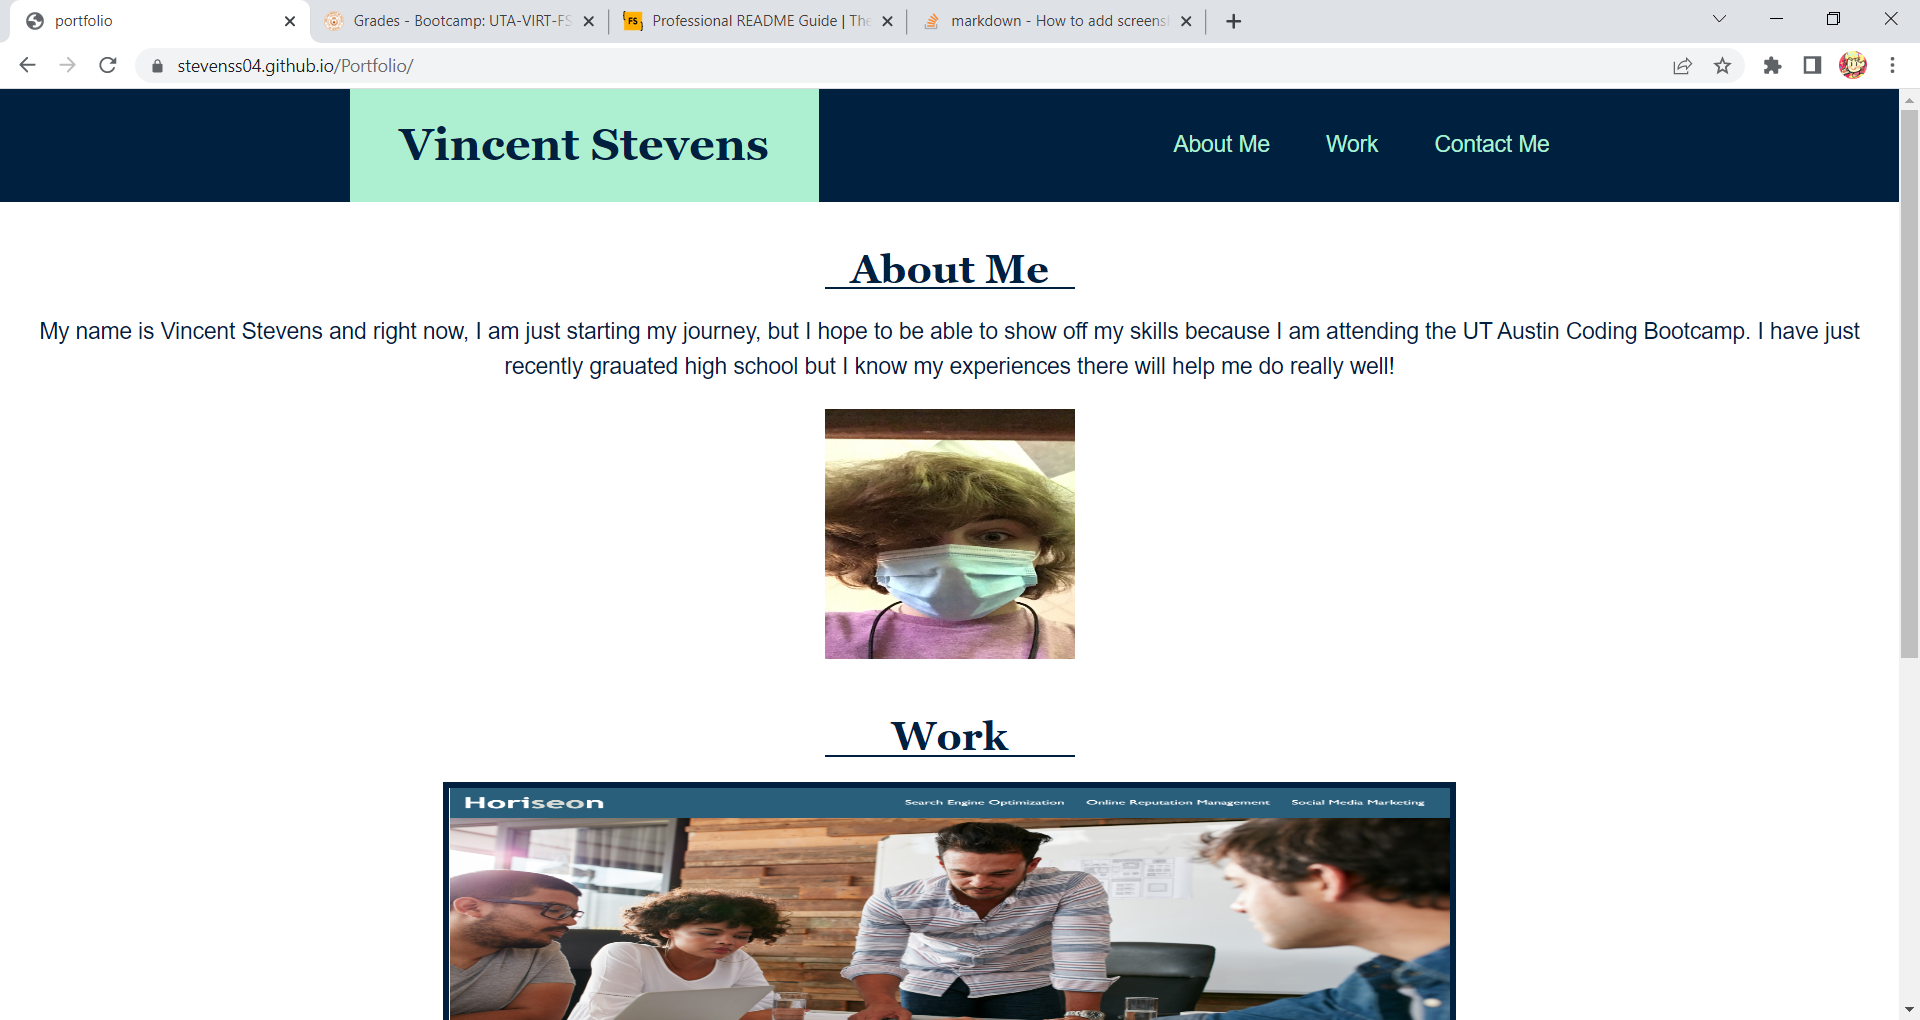 portfolio
Grades - Bootcamp: UTA-VIRT-FS
Professional README Guide | The
markdown - How to add screens
stevenss04.github.io/Portfolio/
Vincent Stevens
About Me
Work
Contact Me
About Me
My name is Vincent Stevens and right now, I am just starting my journey, but I hope to be able to show off my skills because I am attending the UT Austin Coding Bootcamp. I have just
recently grauated high school but I know my experiences there will help me do really well!
Work
Horiseon
Search Engine Optimization
Online Reputation Management
Social Media Marketing